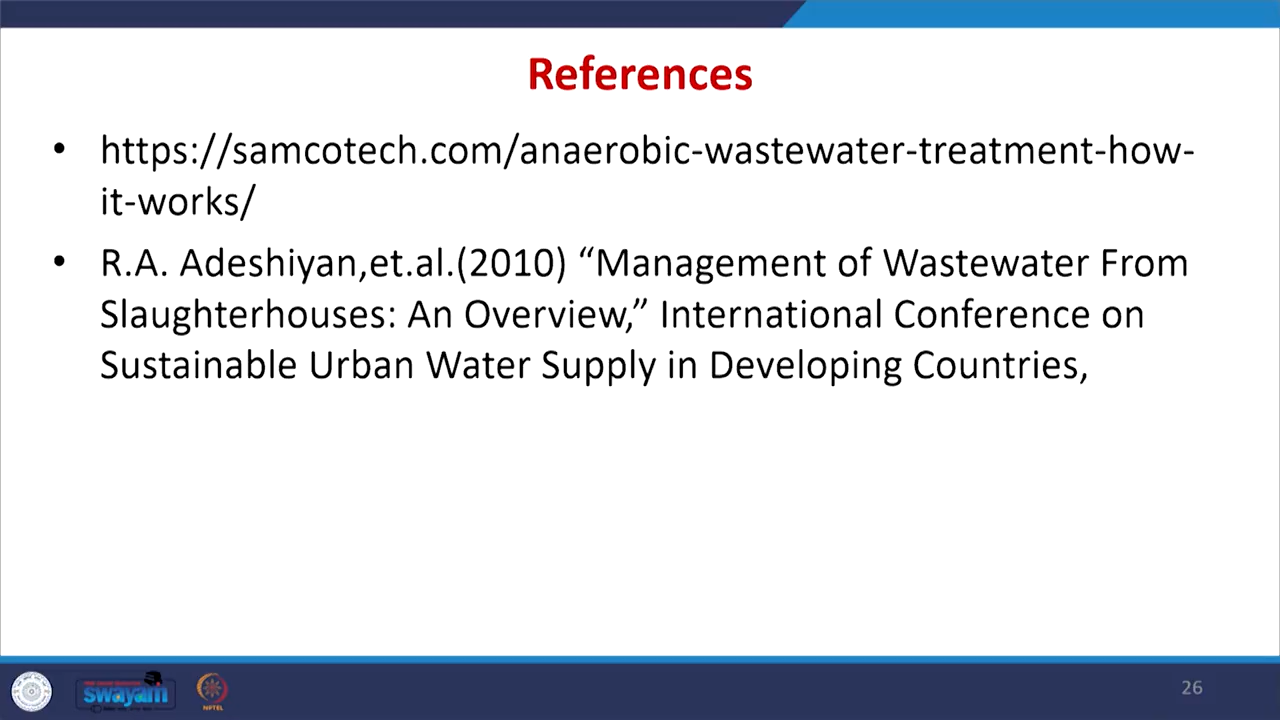 References
• https://samcotech.com/anaerobic-wastewater-treatment-how-
it-works/
• R.A. Adeshiyan,et.al.(2010) “Management of Wastewater From
Slaughterhouses: An Overview,” International Conference on
Sustainable Urban Water Supply in Developing Countries,
swayam
NPTEL
26